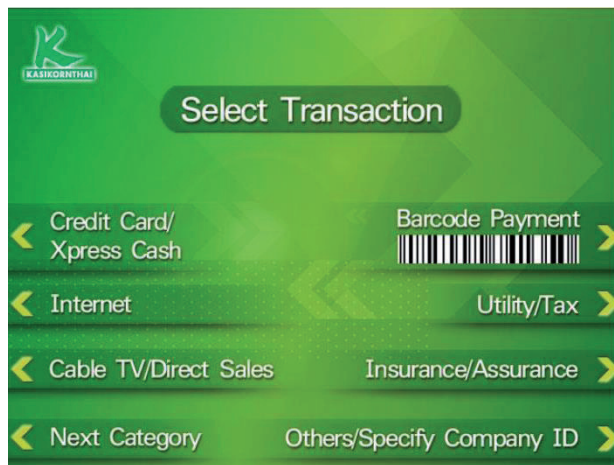 KASIKORNTHAI
Select Transaction
Credit Card/
Xpress Cash
Barcode Payment
Internet
Utility/Tax
Cable TV/Direct Sales
Insurance/Assurance
Next Category
Others/Specify Company ID